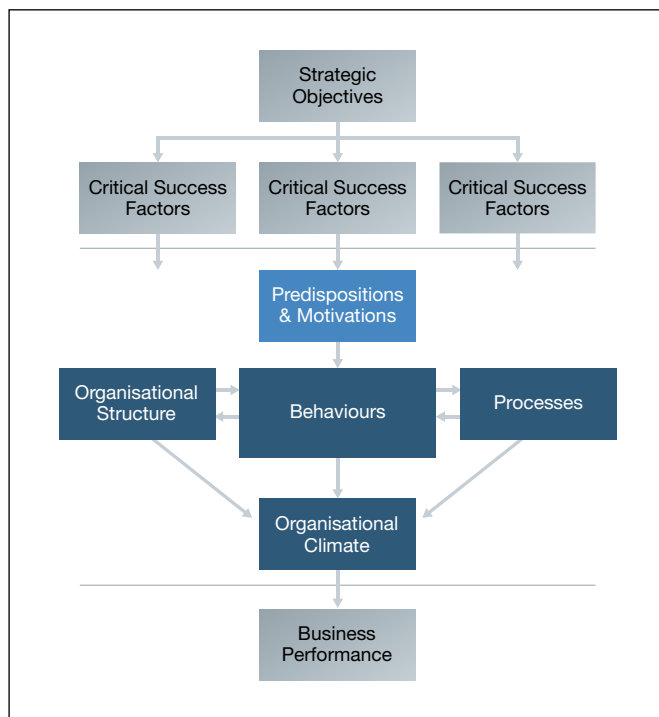 Strategic
Objectives
Critical Success
Factors
Critical Success
Factors
Critical Success
Factors
Predispositions
& Motivations
Organisational
Structure
Behaviours
Processes
Organisational
Climate
Business
Performance